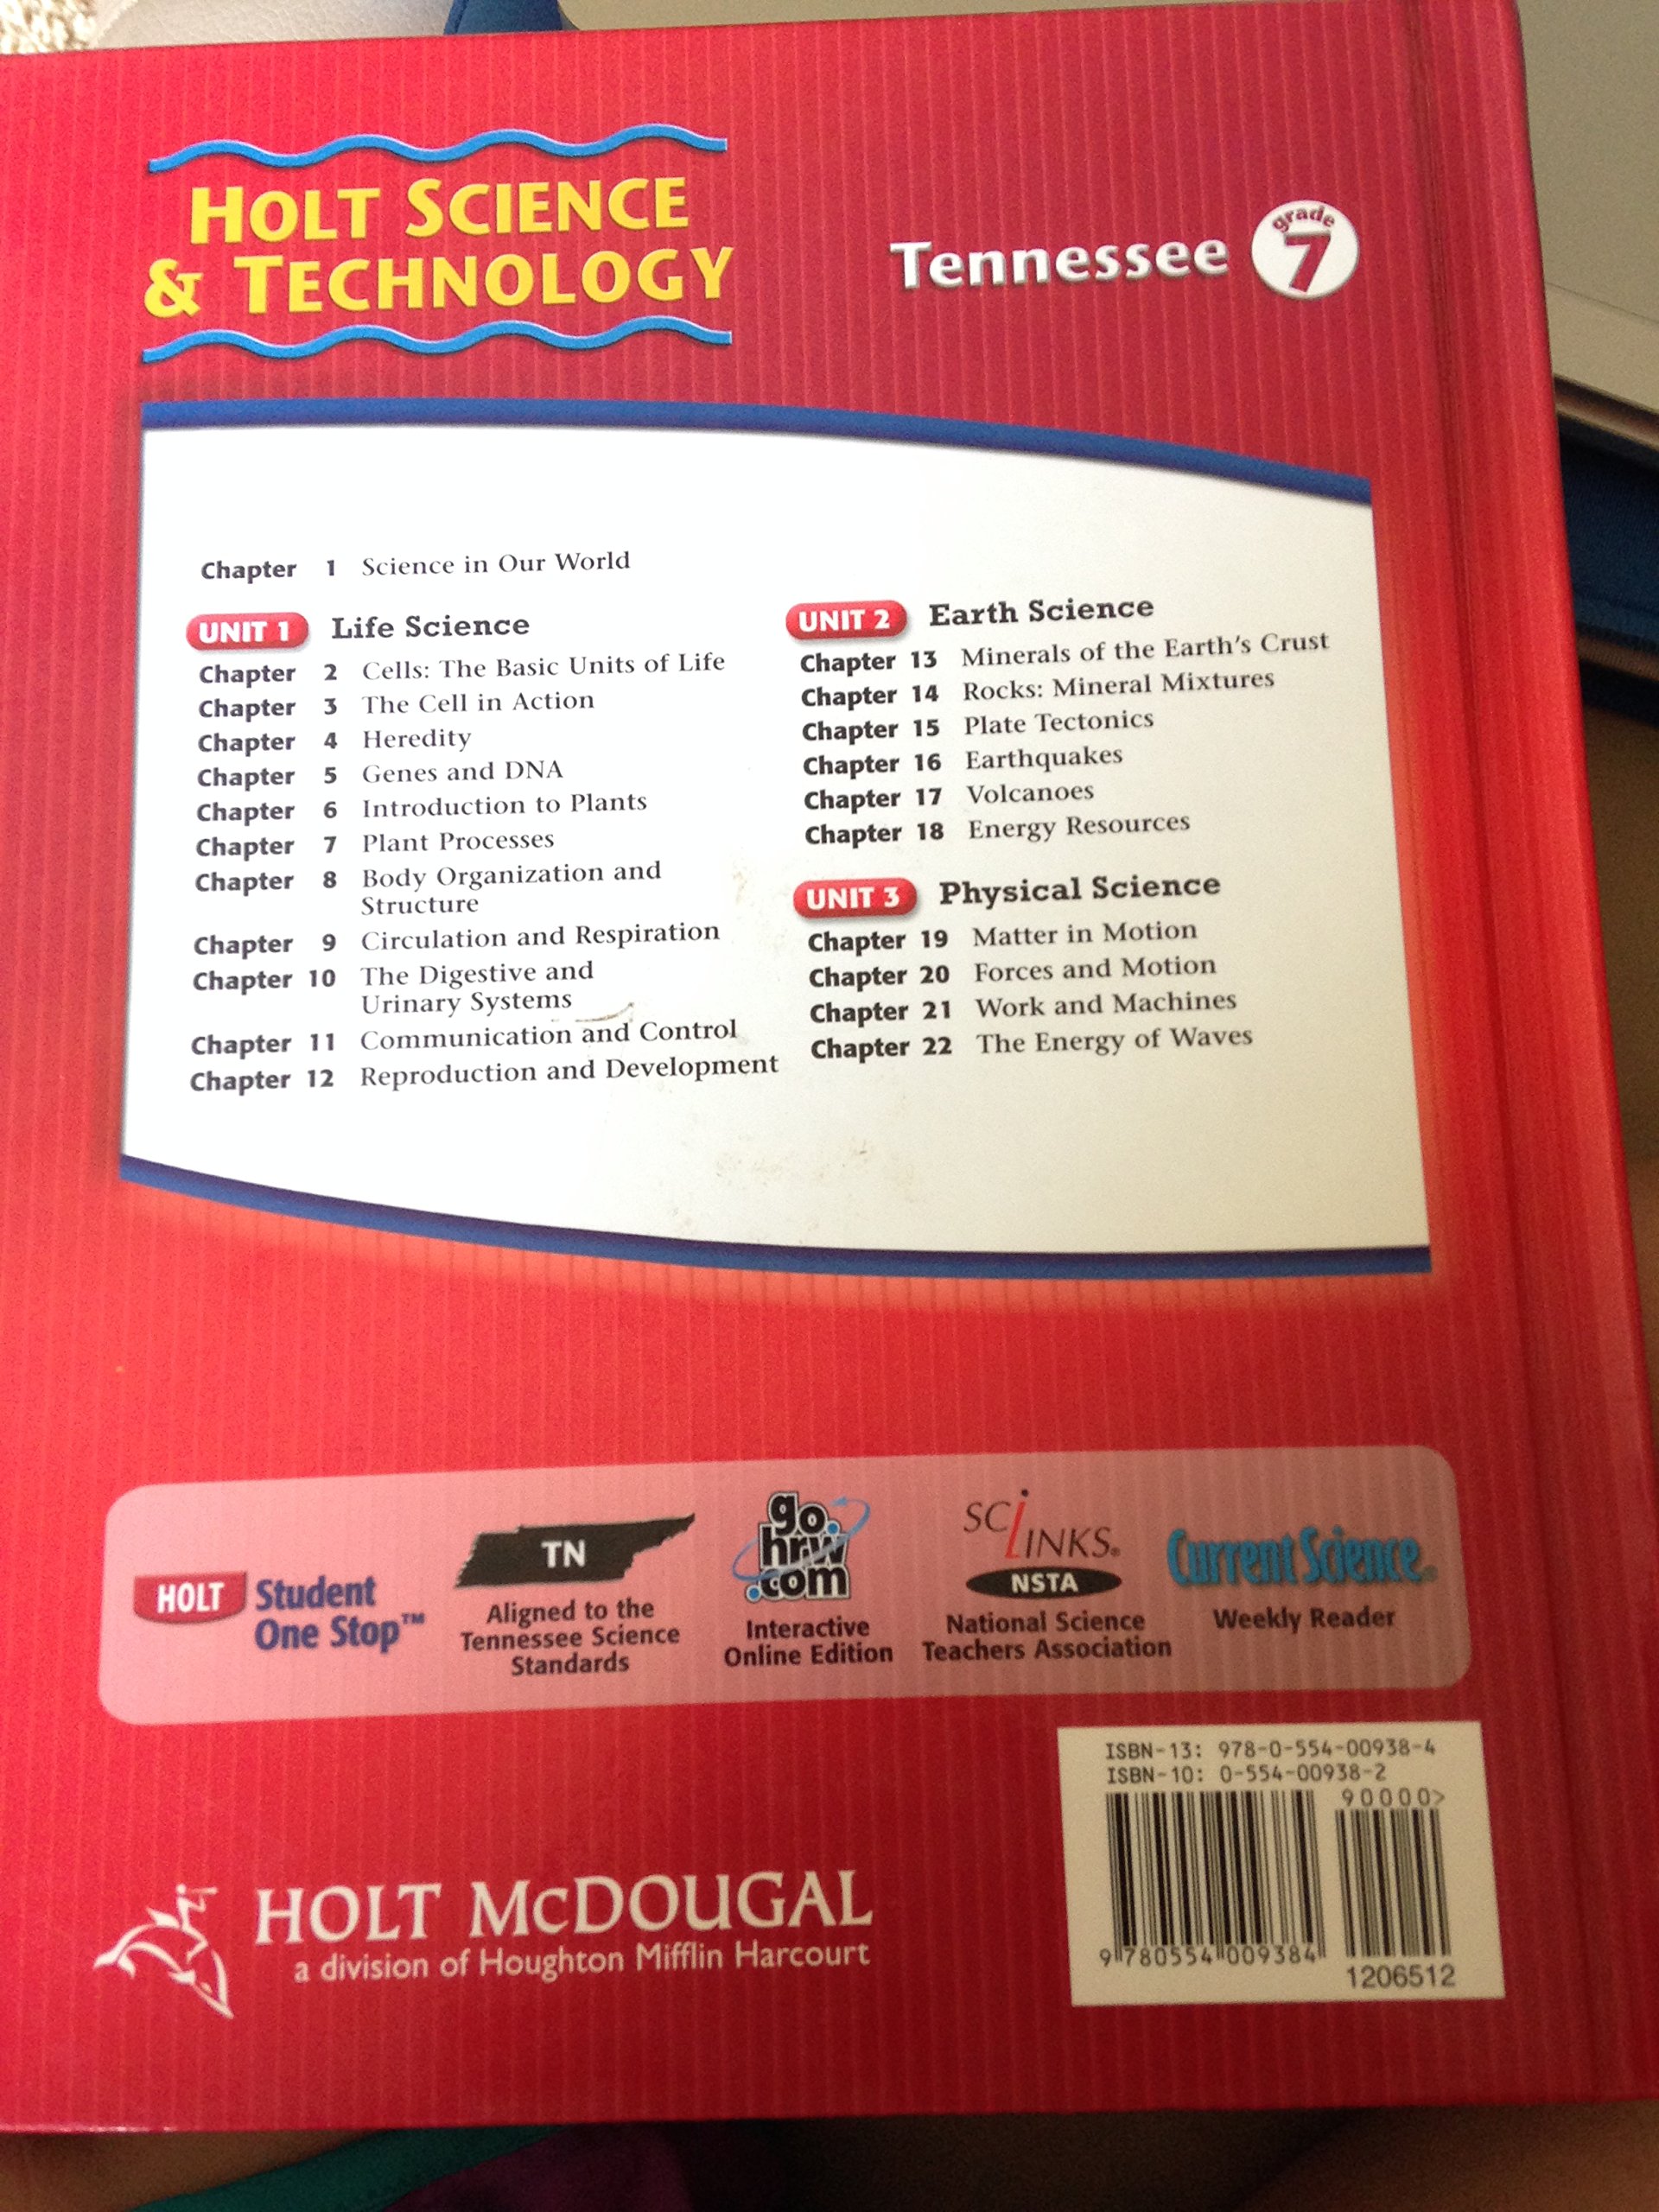 HOLT SCIENCE
& TECHNOLOGY
Tennessee grade 7
Chapter 1 Science in Our World
UNIT 1 Life Science
Chapter 2 Cells: The Basic Units of Life
Chapter 3 The Cell in Action
Chapter 4 Heredity
Chapter 5 Genes and DNA
Chapter 6 Introduction to Plants
Chapter 7 Plant Processes
Chapter 8 Body Organization and
Structure
Chapter 9 Circulation and Respiration
Chapter 10 The Digestive and
Urinary Systems
Chapter 11 Communication and Control
Chapter 12 Reproduction and Development
UNIT 2 Earth Science
Chapter 13 Minerals of the Earth's Crust
Chapter 14 Rocks: Mineral Mixtures
Chapter 15 Plate Tectonics
Chapter 16 Earthquakes
Chapter 17 Volcanoes
Chapter 18 Energy Resources
UNIT 3 Physical Science
Chapter 19 Matter in Motion
Chapter 20 Forces and Motion
Chapter 21 Work and Machines
Chapter 22 The Energy of Waves
HOLT Student
One Stop™
TN
Aligned to the
Tennessee Science
Standards
go.
hrw
.com
Interactive
Online Edition
SCI
LINKS®
NSTA
National Science
Teachers Association
Current Science®
Weekly Reader
ISBN-13: 978-0-554-00938-4
ISBN-10: 0-554-00938-2
90000>
9 780554 009384
1206512
HOLT McDOUGAL
a division of Houghton Mifflin Harcourt